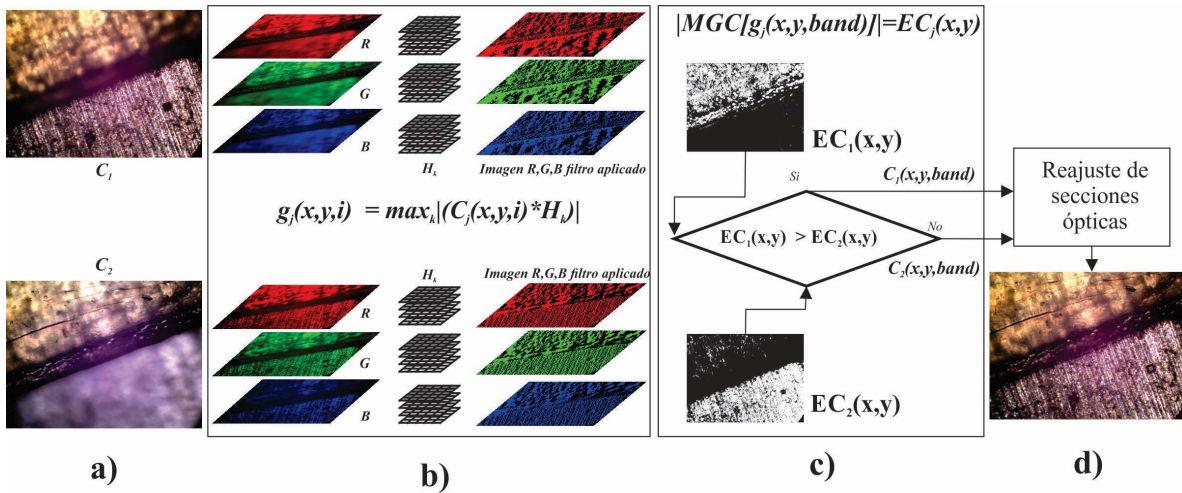 C₁
R
G
B
Hₖ
Imagen R,G,B filtro aplicado
gⱼ(x,y,i) = maxₖ|(Cⱼ(x,y,i)*Hₖ)|
C₂
Hₖ
Imagen R,G,B filtro aplicado
R
G
B
|MGC[gⱼ(x,y,band)]|=ECⱼ(x,y)
EC₁(x,y)
Si
C₁(x,y,band)
EC₁(x,y) > EC₂(x,y)
No
C₂(x,y,band)
EC₂(x,y)
Reajuste de
secciones
ópticas
a)
b)
c)
d)